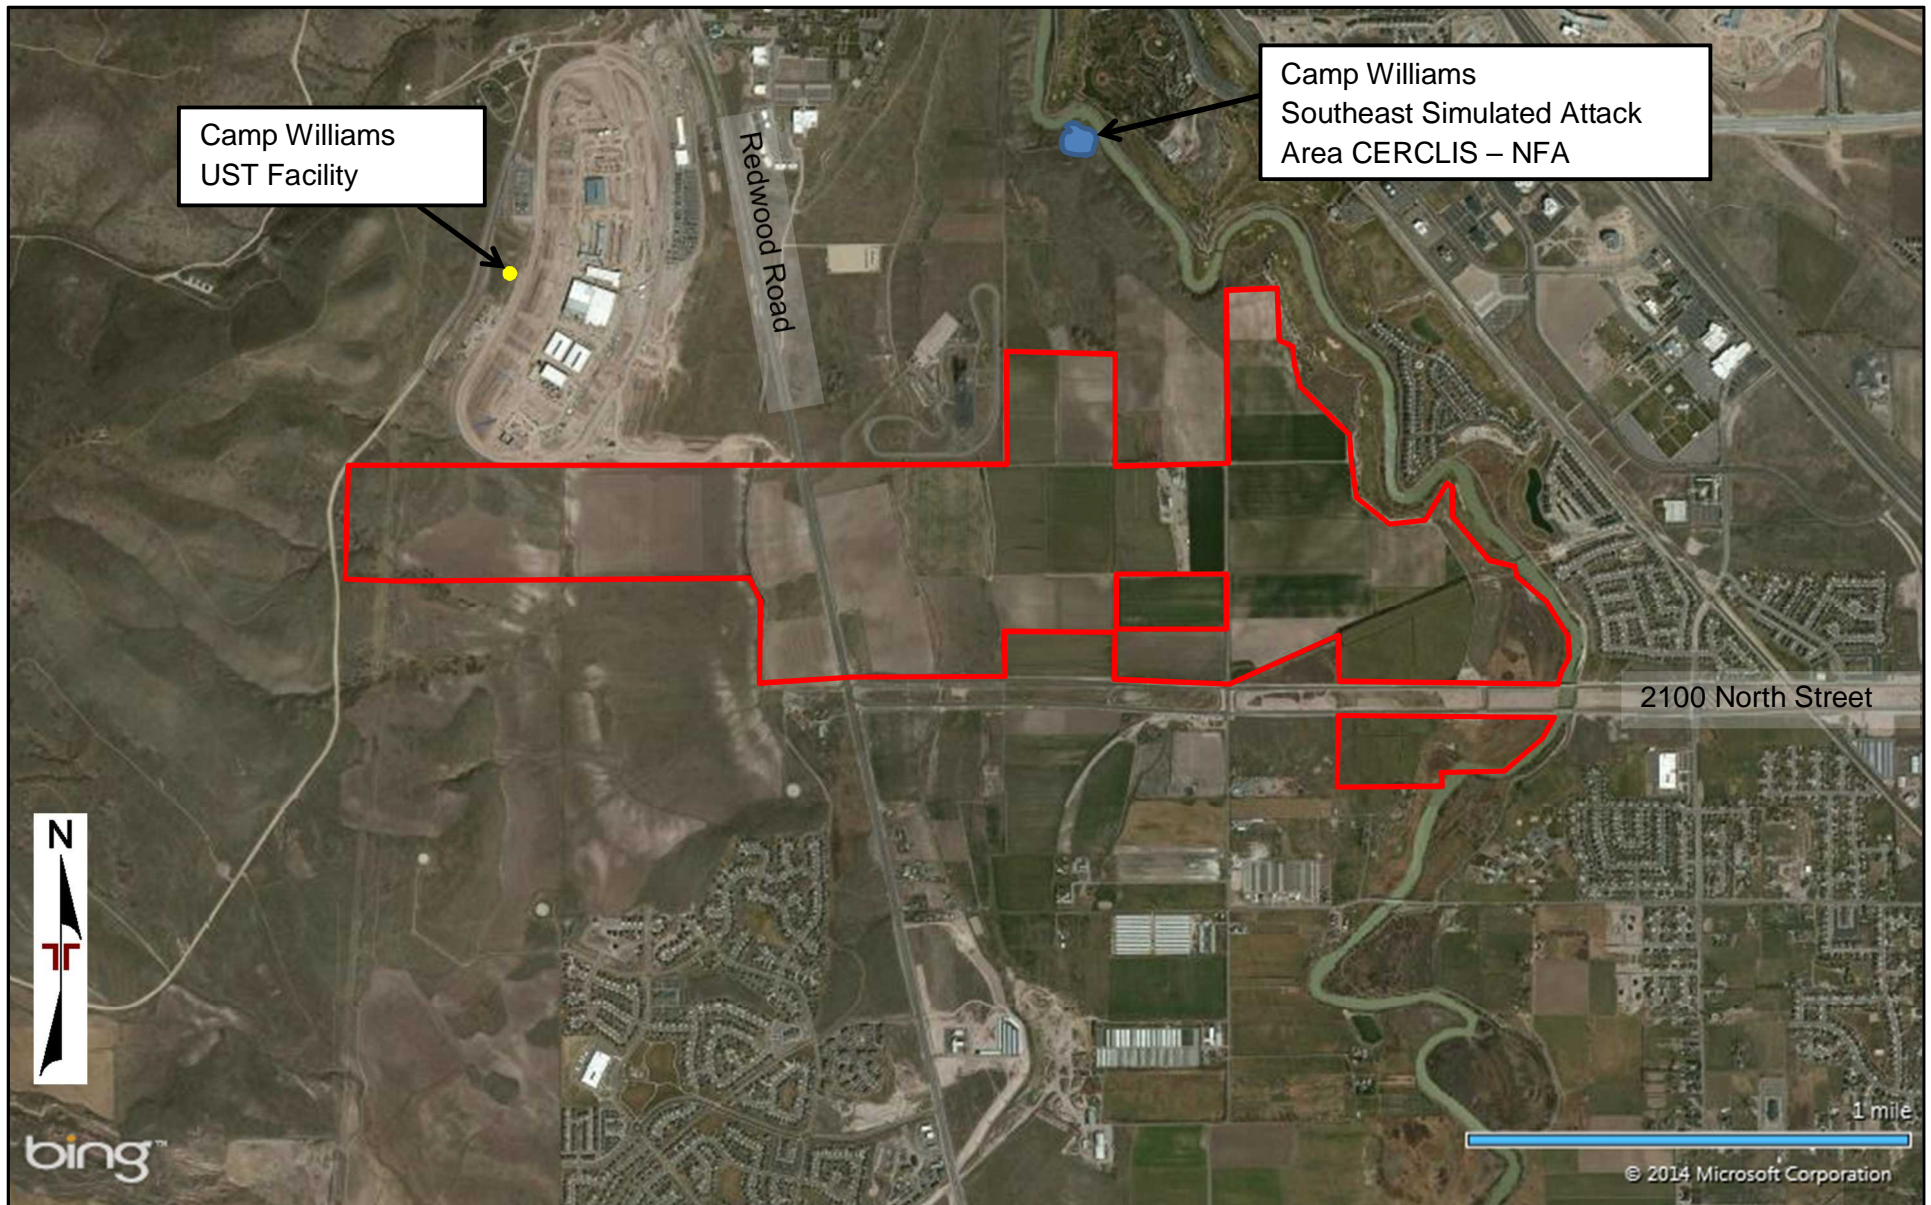 Camp Williams
UST Facility
Camp Williams
Southeast Simulated Attack
Area CERCLIS – NFA
Redwood Road
2100 North Street
N
1 mile
bing™
© 2014 Microsoft Corporation